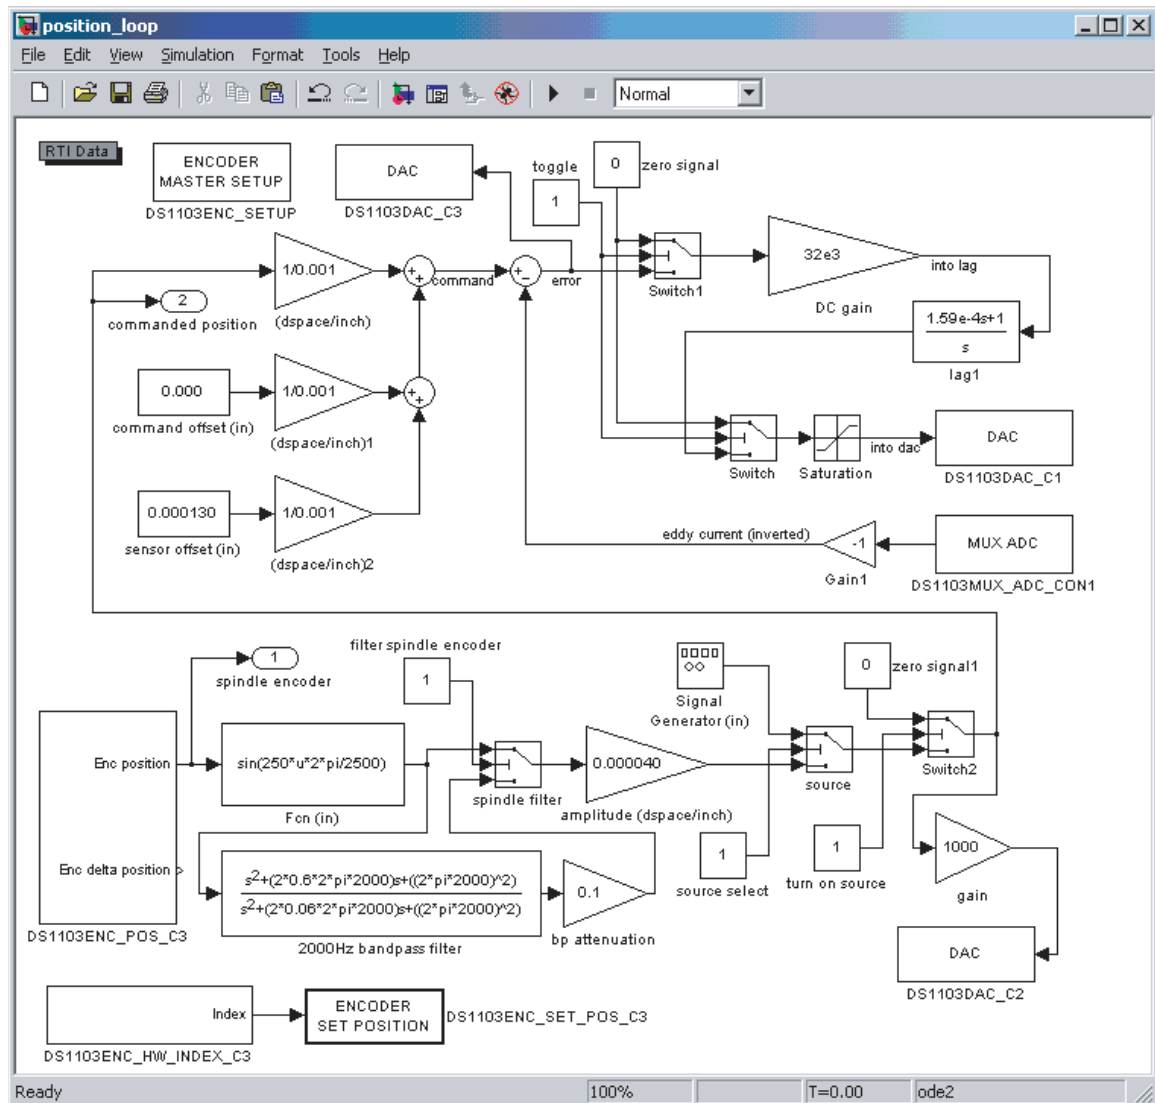 position_loop
File Edit View Simulation Format Tools Help
Normal
RTI Data
ENCODER
MASTER SETUP
DS1103ENC_SETUP
DAC
DS1103DAC_C3
toggle
1
0
zero signal
Switch1
32e3
DC gain
into lag
1.59e-4s+1
s
lag1
1/0.001
(dspace/inch)
2
commanded position
++
command
+-
error
0.000
command offset (in)
1/0.001
(dspace/inch)1
++
0.000130
sensor offset (in)
1/0.001
(dspace/inch)2
Switch
Saturation
into dac
DAC
DS1103DAC_C1
eddy current (inverted)
-1
Gain1
MUX ADC
DS1103MUX_ADC_CON1
1
spindle encoder
filter spindle encoder
1
Signal
Generator (in)
0
zero signal1
Enc position
Enc delta position
DS1103ENC_POS_C3
sin(250*u*2*pi/2500)
Fcn (in)
spindle filter
0.000040
amplitude (dspace/inch)
source
Switch2
s2+(2*0.6*2*pi*2000)s+((2*pi*2000)^2)
s2+(2*0.06*2*pi*2000)s+((2*pi*2000)^2)
2000Hz bandpass filter
0.1
bp attenuation
1
source select
1
turn on source
1000
gain
DAC
DS1103DAC_C2
Index
DS1103ENC_HW_INDEX_C3
ENCODER
SET POSITION
DS1103ENC_SET_POS_C3
Ready 100% T=0.00 ode2